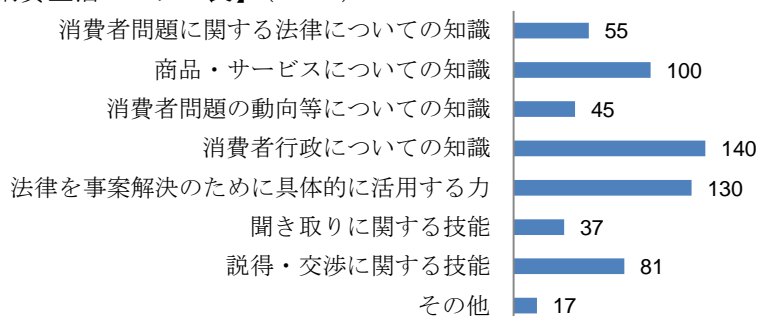 消費者問題に関する法律についての知識 55
商品・サービスについての知識 100
消費者問題の動向等についての知識 45
消費者行政についての知識 140
法律を事案解決のために具体的に活用する力 130
聞き取りに関する技能 37
説得・交渉に関する技能 81
その他 17